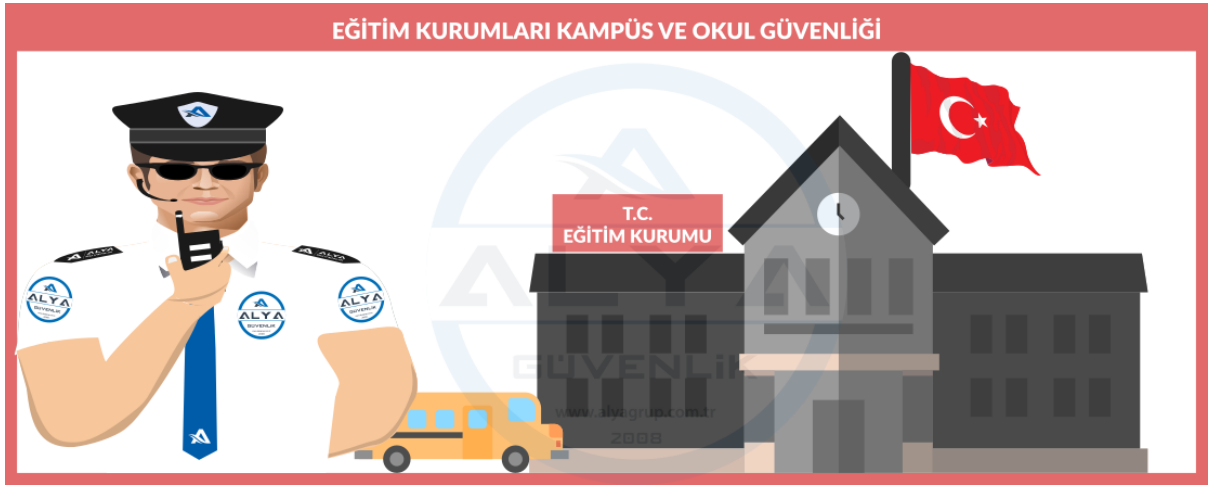 EĞİTİM KURUMLARI KAMPÜS VE OKUL GÜVENLİĞİ
T.C.
EĞİTİM KURUMU
ALYA
ALYA
ALYA
GÜVENLİK
ALYA
GÜVENLİK
ALYA
GÜVENLİK
ALYA
GÜVENLİK
www.alyagrup.com.tr
2008